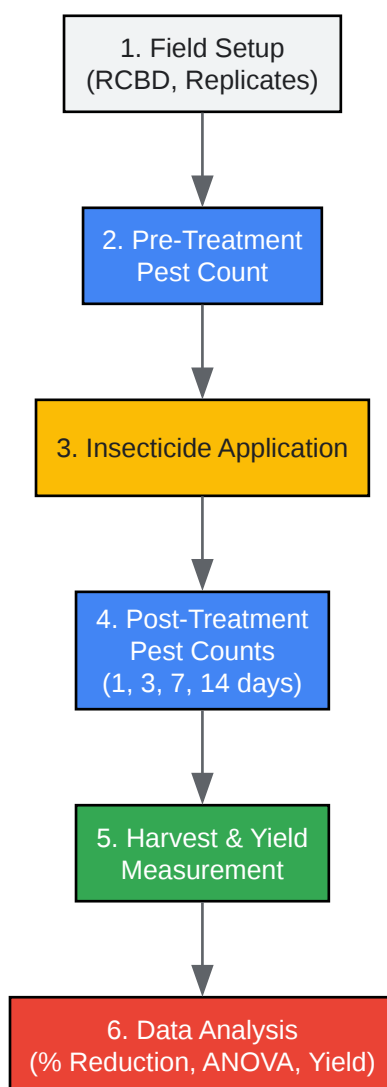 1. Field Setup
(RCBD, Replicates)
2. Pre-Treatment
Pest Count
3. Insecticide Application
4. Post-Treatment
Pest Counts
(1, 3, 7, 14 days)
5. Harvest & Yield
Measurement
6. Data Analysis
(% Reduction, ANOVA, Yield)